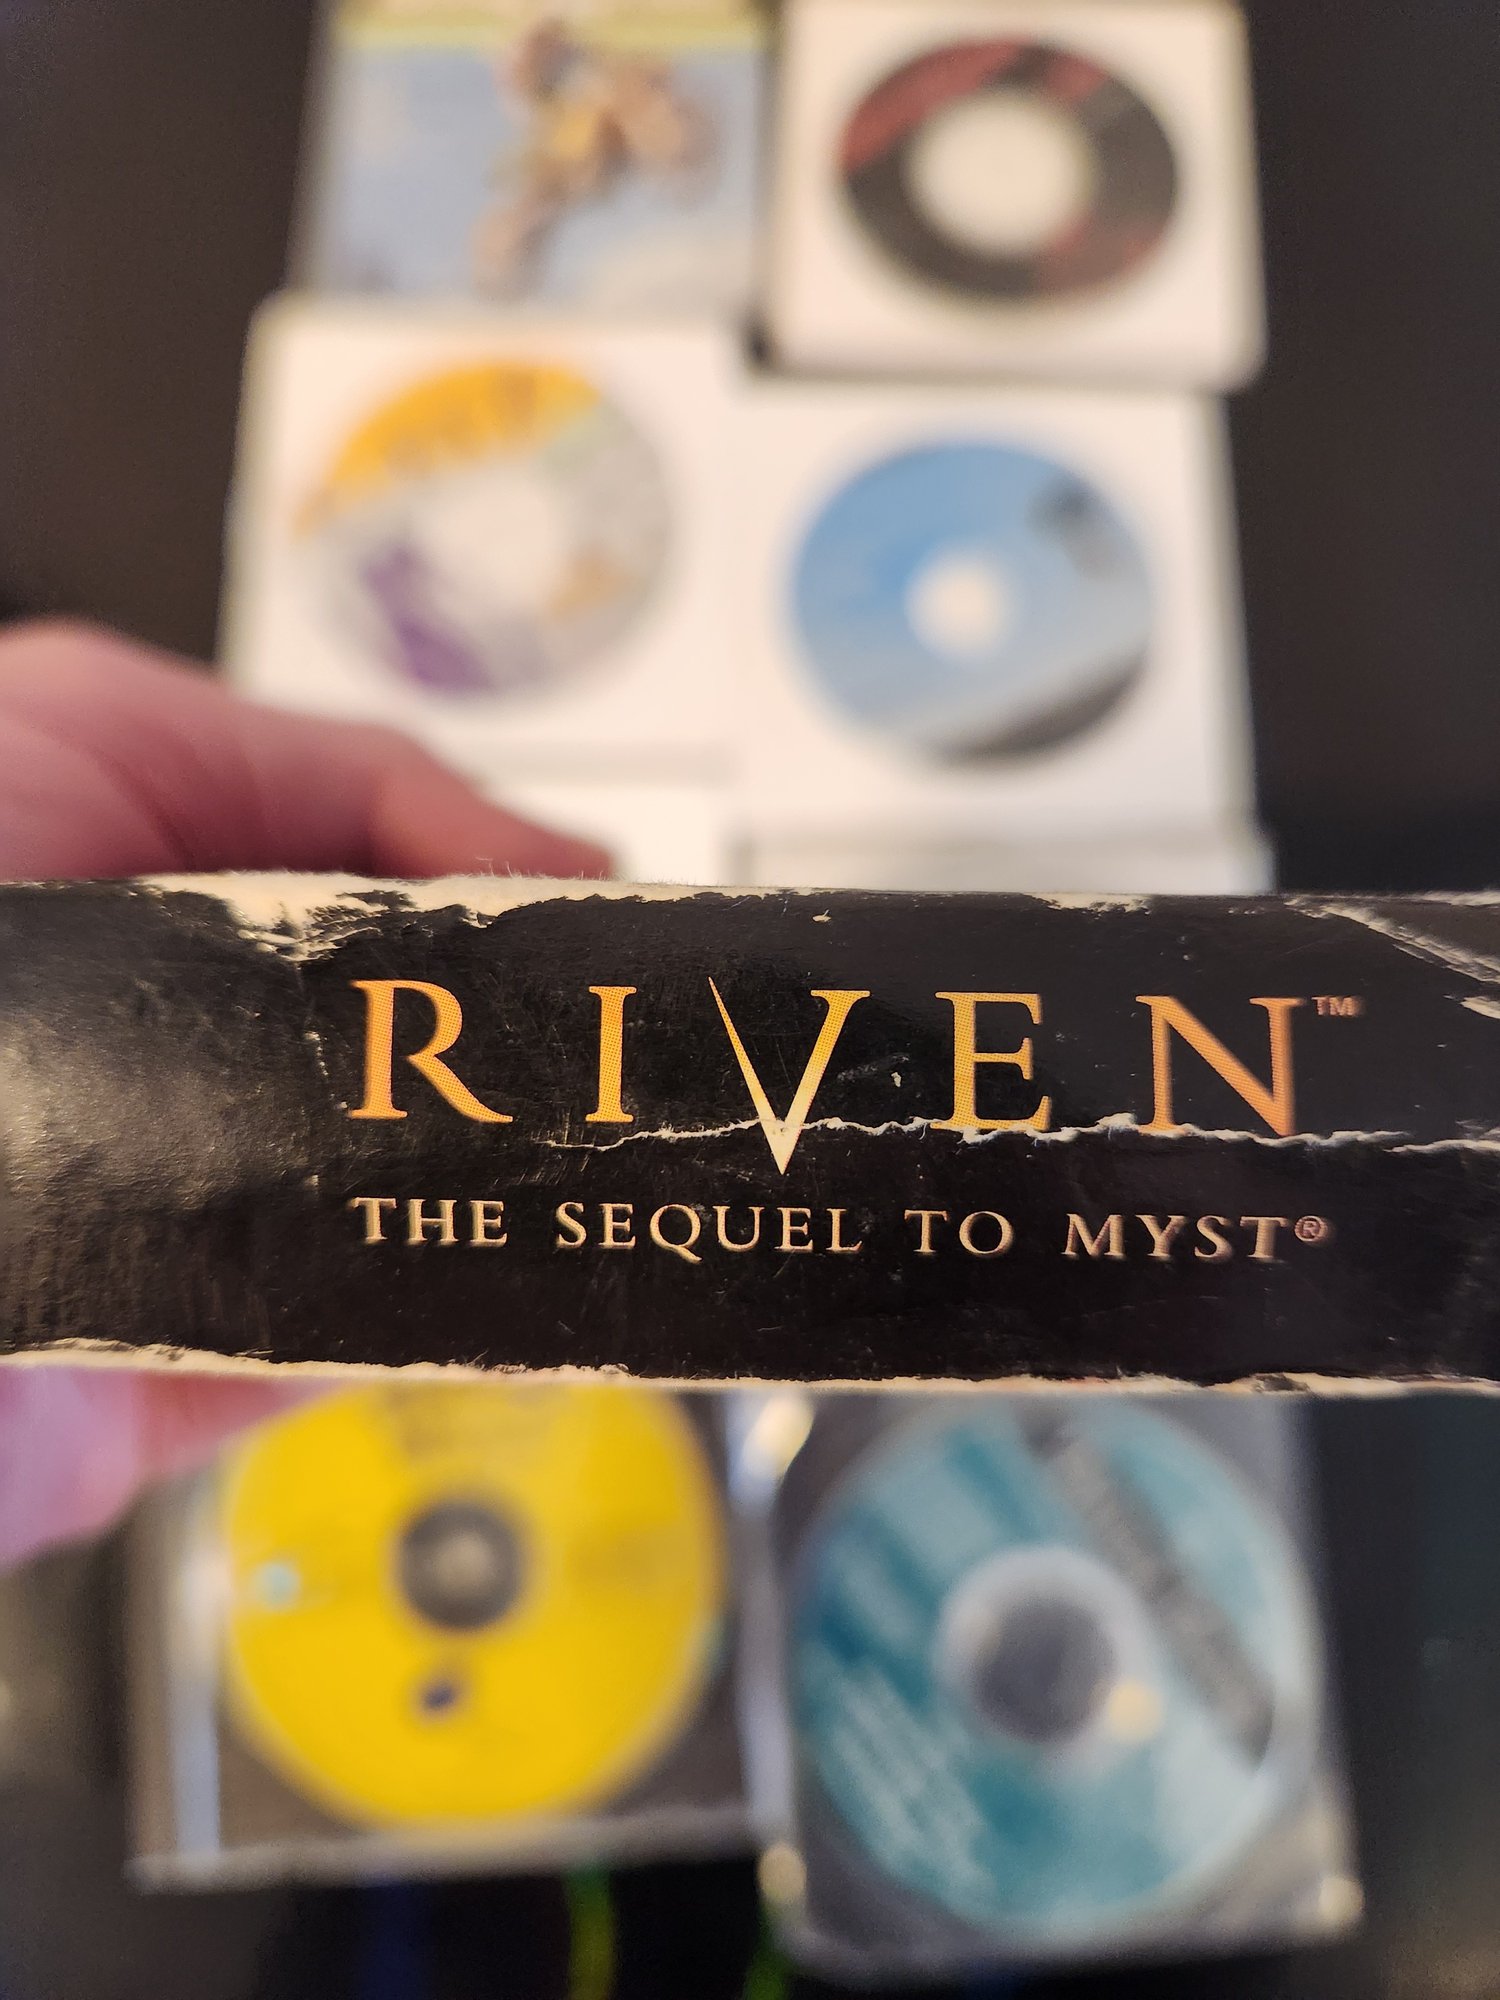 RIVEN™
THE SEQUEL TO MYST®